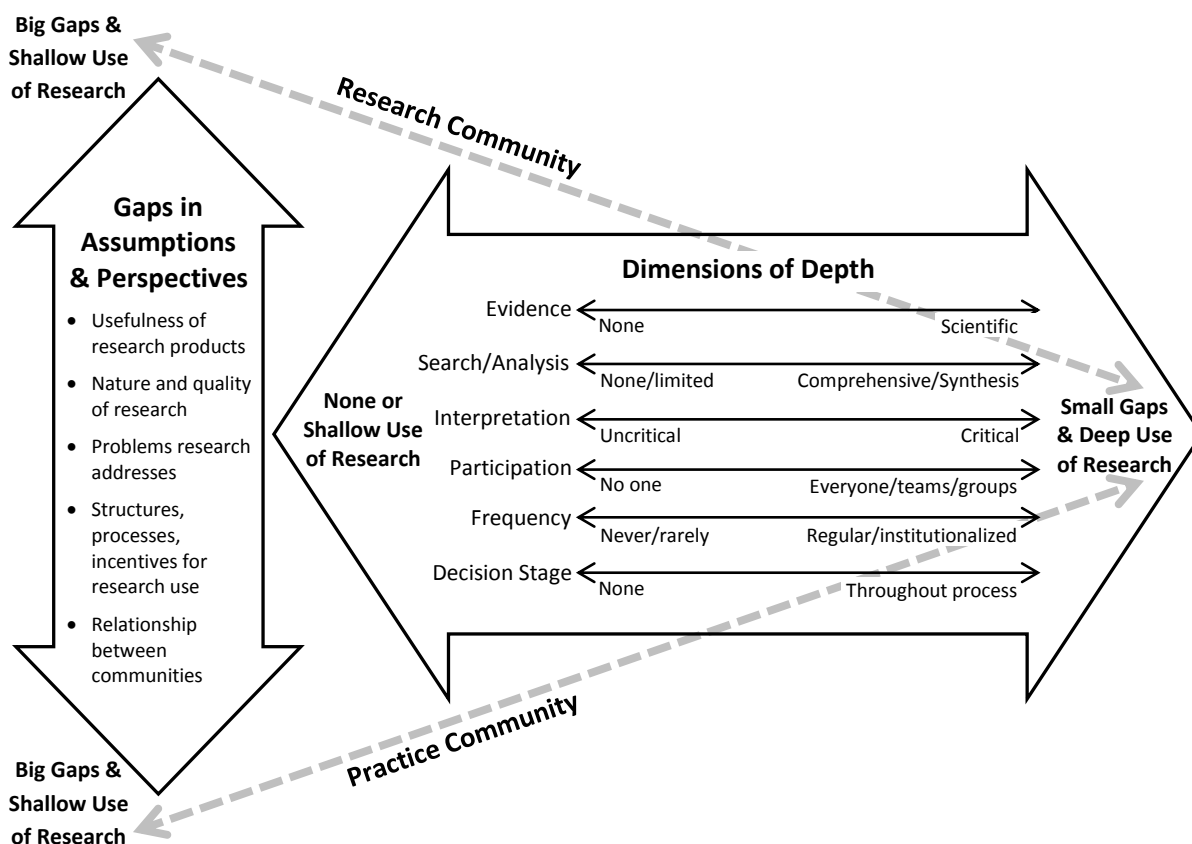 Big Gaps &
Shallow Use
of Research
Research Community
Gaps in
Assumptions
& Perspectives
• Usefulness of
research products
• Nature and quality
of research
• Problems research
addresses
• Structures,
processes,
incentives for
research use
• Relationship
between
communities
None or
Shallow Use
of Research
Dimensions of Depth
Evidence
None
Scientific
Search/Analysis
None/limited
Comprehensive/Synthesis
Interpretation
Uncritical
Critical
Participation
No one
Everyone/teams/groups
Frequency
Never/rarely
Regular/institutionalized
Decision Stage
None
Throughout process
Small Gaps
& Deep Use
of Research
Practice Community
Big Gaps &
Shallow Use
of Research